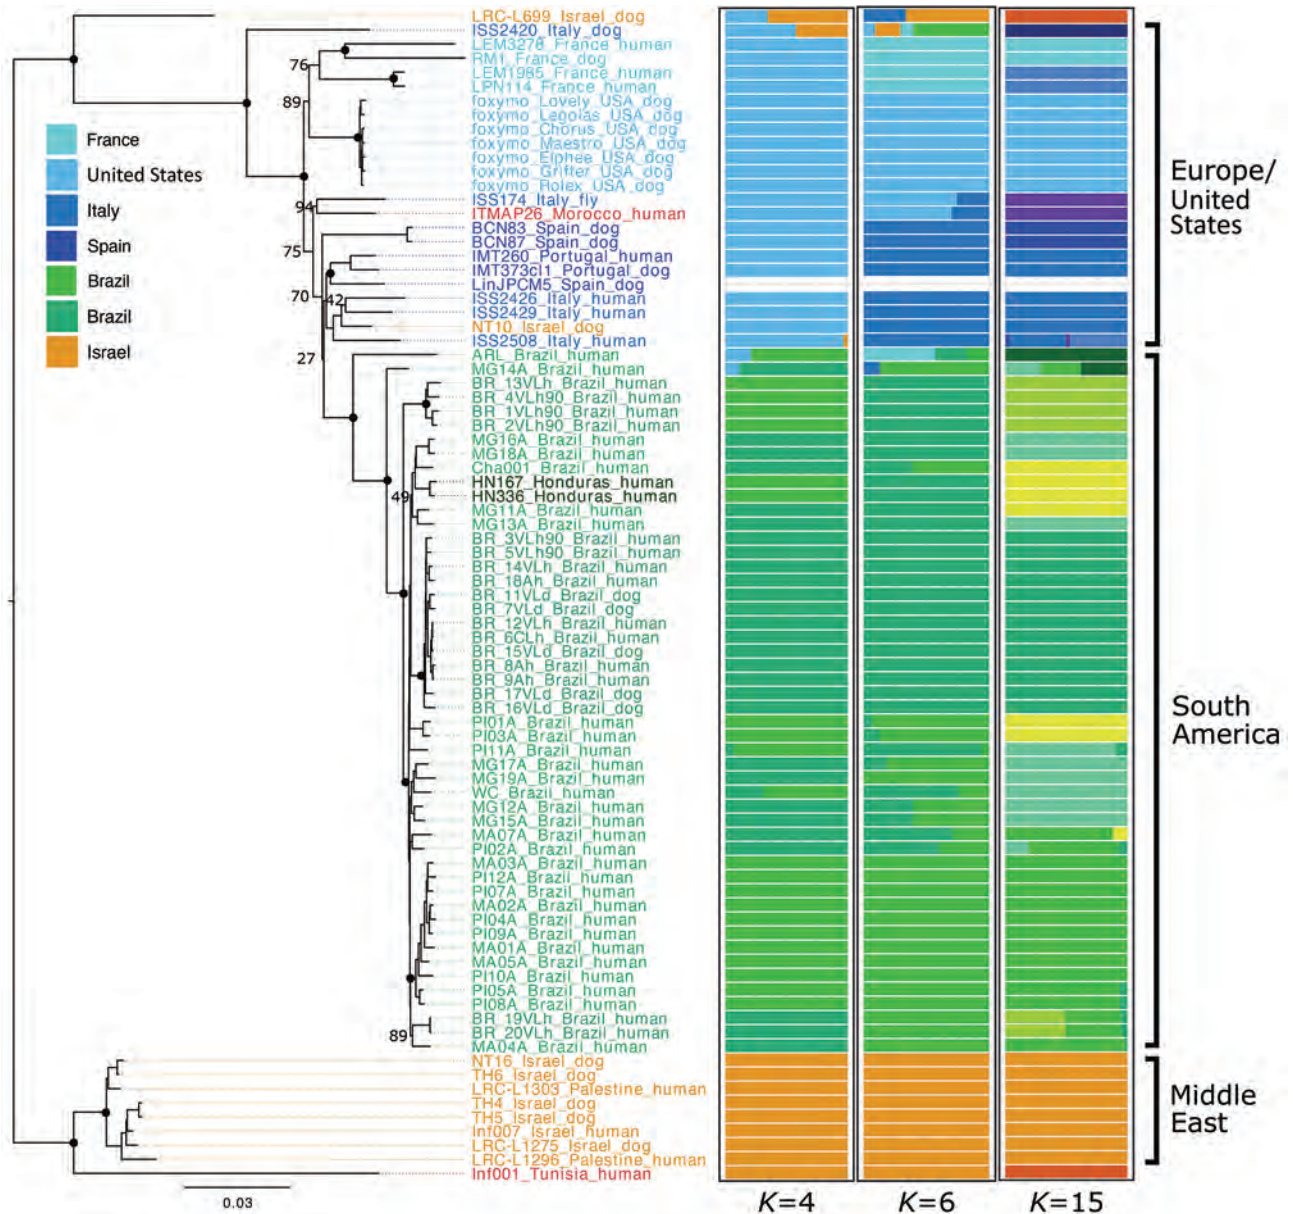 LRC-L699_Israel_dog
ISS2420_Italy_dog
LEM3278_France_human
RM1_France_dog
LEM1985_France_human
LPN114_France_human
foxymo_Lovely_USA_dog
foxymo_Legolas_USA_dog
foxymo_Chorus_USA_dog
foxymo_Maestro_USA_dog
foxymo_Elphee_USA_dog
foxymo_Grifter_USA_dog
foxymo_Rolex_USA_dog
ISS174_Italy_fly
ITMAP26_Morocco_human
BCN83_Spain_dog
BCN87_Spain_dog
IMT260_Portugal_human
IMT373cl1_Portugal_dog
LinJPCM5_Spain_dog
ISS2426_Italy_human
ISS2429_Italy_human
NT10_Israel_dog
ISS2508_Italy_human
ARL_Brazil_human
MG14A_Brazil_human
BR_13VLh_Brazil_human
BR_4VLh90_Brazil_human
BR_1VLh90_Brazil_human
BR_2VLh90_Brazil_human
MG16A_Brazil_human
MG18A_Brazil_human
Cha001_Brazil_human
HN167_Honduras_human
HN336_Honduras_human
MG11A_Brazil_human
MG13A_Brazil_human
BR_3VLh90_Brazil_human
BR_5VLh90_Brazil_human
BR_14VLh_Brazil_human
BR_18Ah_Brazil_human
BR_11VLd_Brazil_dog
BR_7VLd_Brazil_dog
BR_12VLh_Brazil_human
BR_6CLh_Brazil_human
BR_15VLd_Brazil_dog
BR_8Ah_Brazil_human
BR_9Ah_Brazil_human
BR_17VLd_Brazil_dog
BR_16VLd_Brazil_dog
PI01A_Brazil_human
PI03A_Brazil_human
PI11A_Brazil_human
MG17A_Brazil_human
MG19A_Brazil_human
WC_Brazil_human
MG12A_Brazil_human
MG15A_Brazil_human
MA07A_Brazil_human
PI02A_Brazil_human
MA03A_Brazil_human
PI12A_Brazil_human
PI07A_Brazil_human
MA02A_Brazil_human
PI04A_Brazil_human
PI09A_Brazil_human
MA01A_Brazil_human
MA05A_Brazil_human
PI10A_Brazil_human
PI05A_Brazil_human
PI08A_Brazil_human
BR_19VLh_Brazil_human
BR_20VLh_Brazil_human
MA04A_Brazil_human
NT16_Israel_dog
TH6_Israel_dog
LRC-L1303_Palestine_human
TH4_Israel_dog
TH5_Israel_dog
Inf007_Israel_human
LRC-L1275_Israel_dog
LRC-L1296_Palestine_human
Inf001_Tunisia_human
76
89
94
75
70
42
27
49
89
France
United States
Italy
Spain
Brazil
Brazil
Israel
Europe/
United
States
South
America
Middle
East
0.03
K=4
K=6
K=15